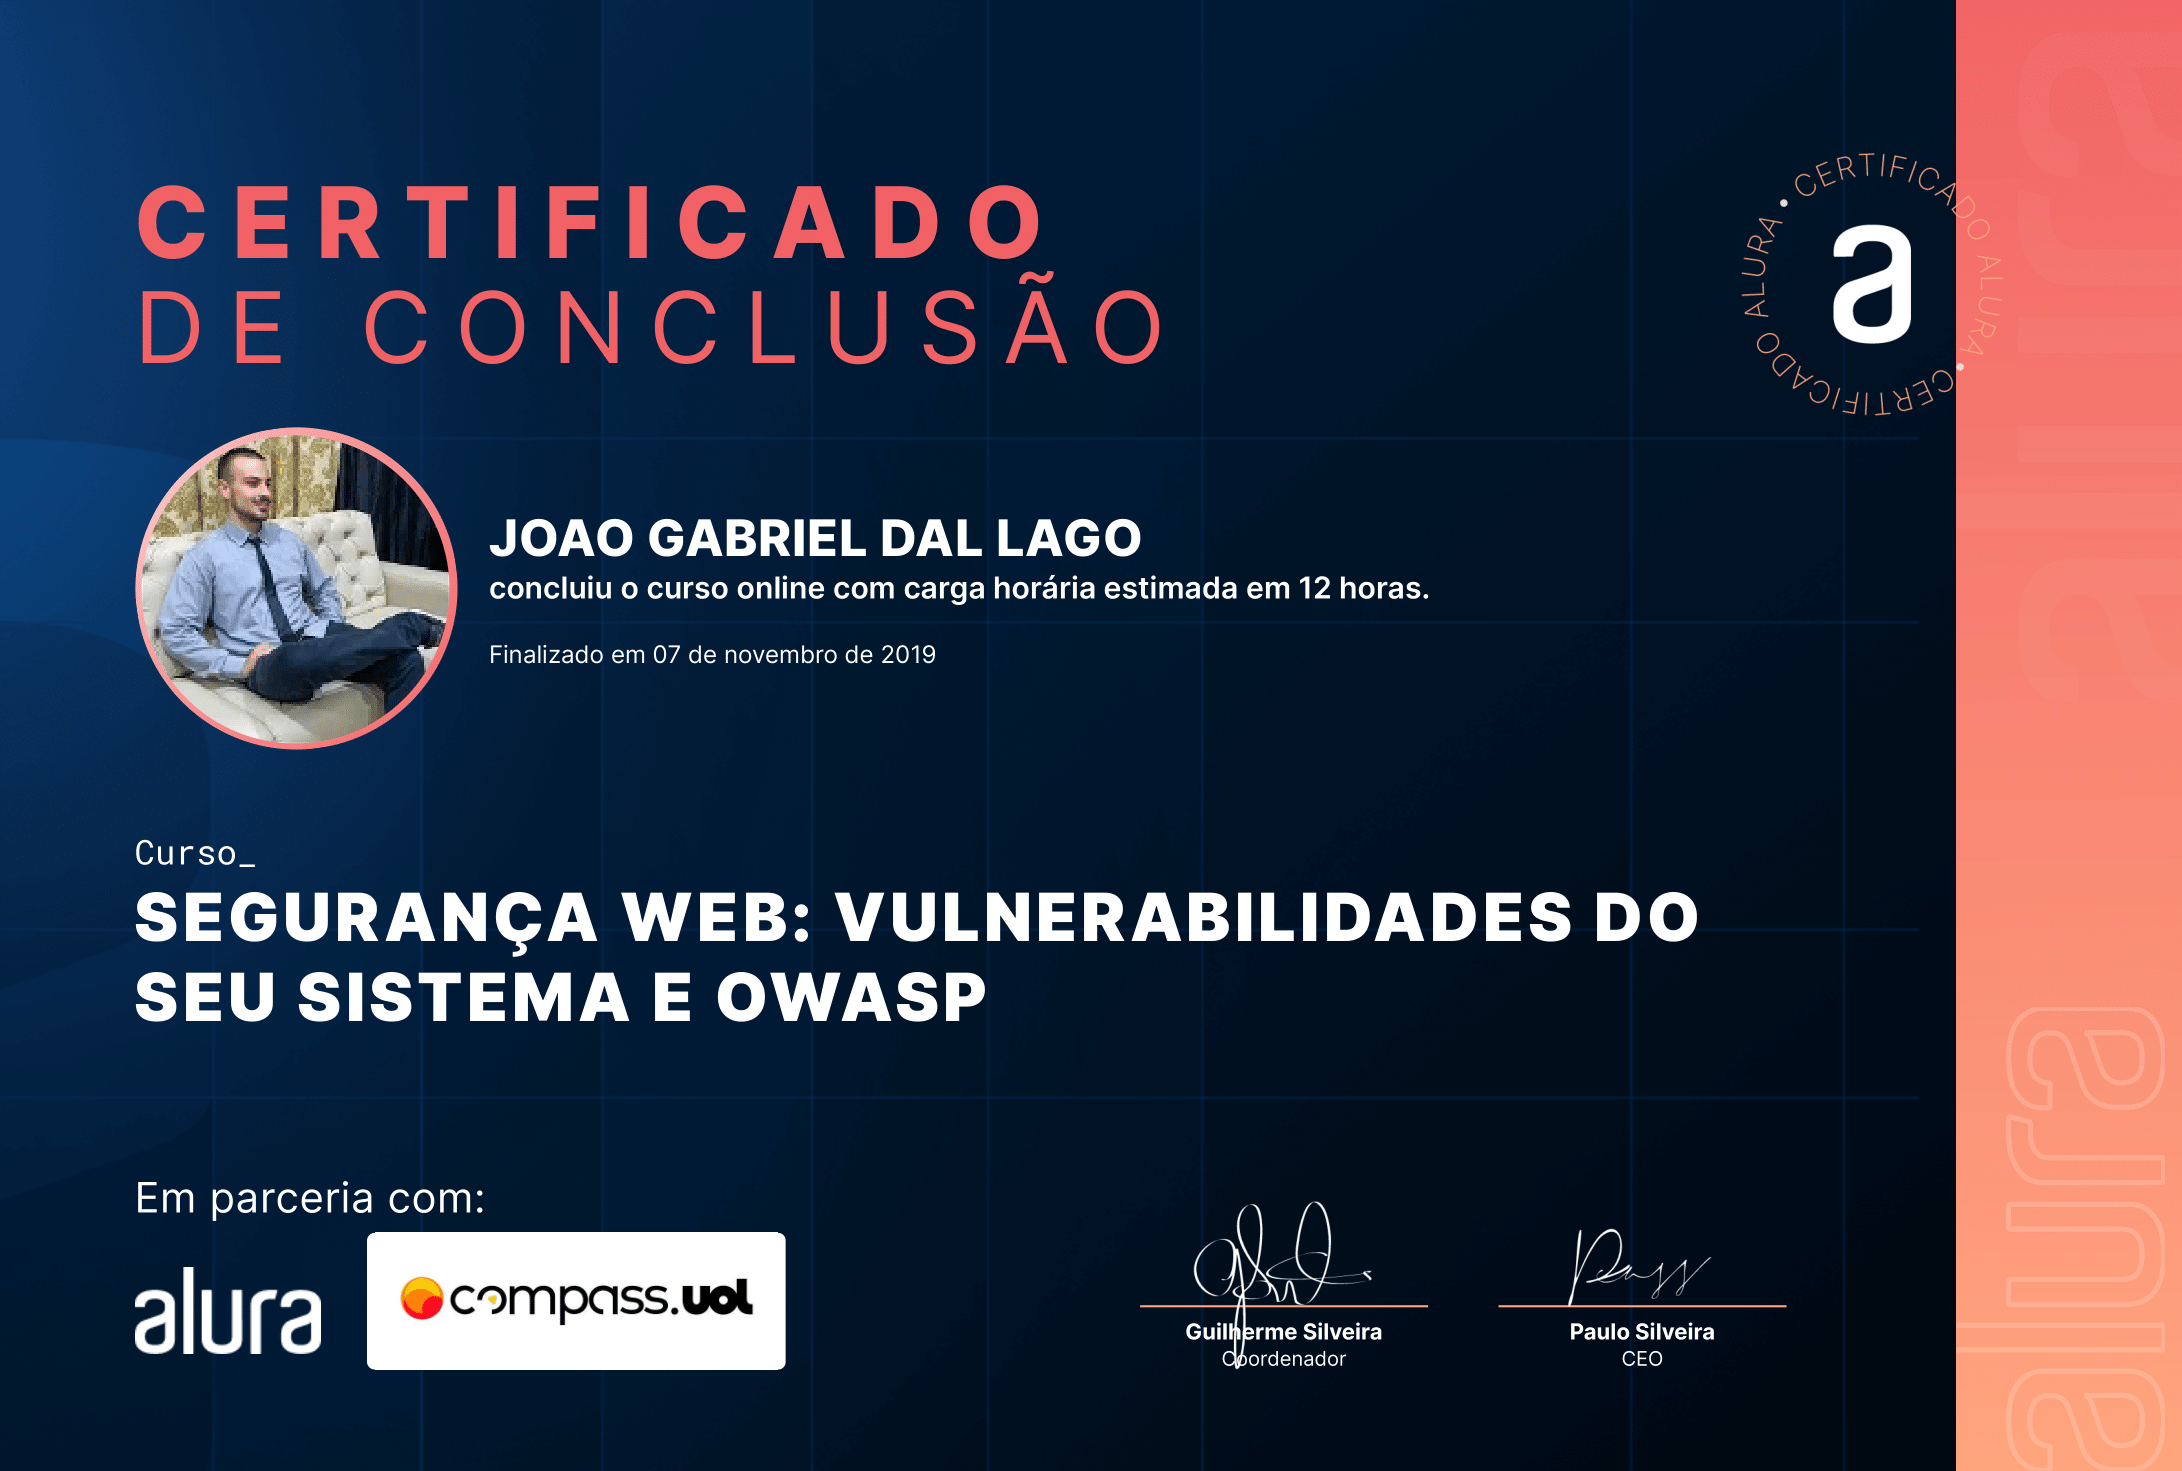 CERTIFICADO
DE CONCLUSÃO
CERTIFICADO ALURA • CERTIFICADO ALURA •
a
JOAO GABRIEL DAL LAGO
concluiu o curso online com carga horária estimada em 12 horas.
Finalizado em 07 de novembro de 2019
Curso_
SEGURANÇA WEB: VULNERABILIDADES DO
SEU SISTEMA E OWASP
Em parceria com:
alura
compass.uol
Guilherme Silveira
Coordenador
Paulo Silveira
CEO
alura
alura